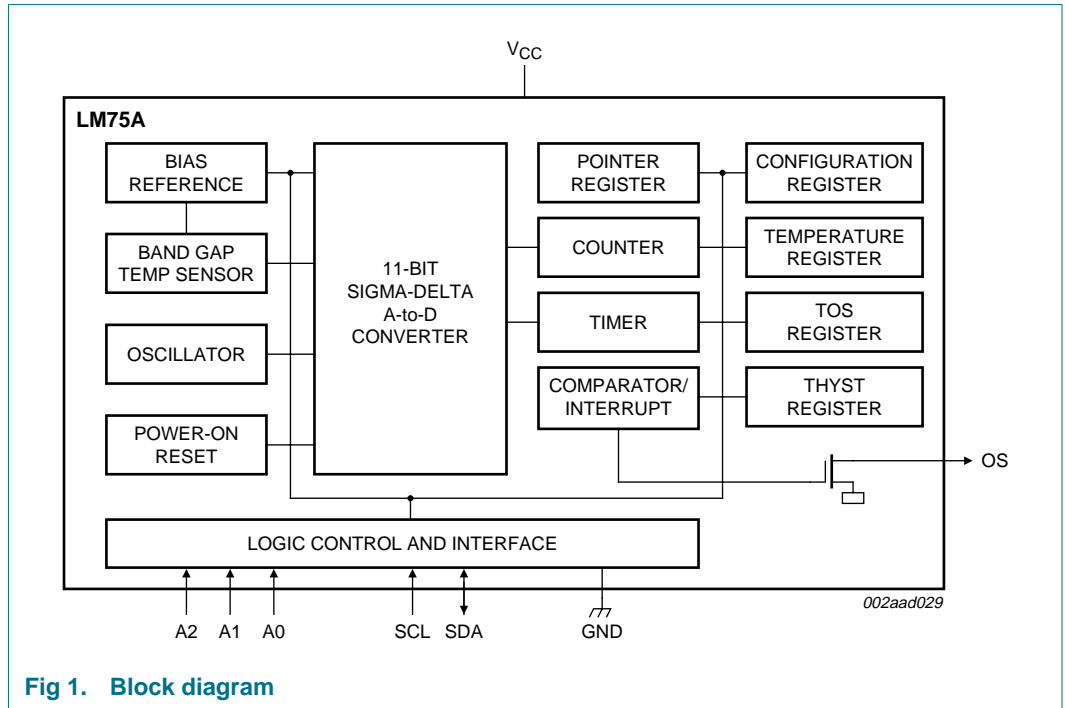 VCC
LM75A
BIAS
REFERENCE
BAND GAP
TEMP SENSOR
OSCILLATOR
POWER-ON
RESET
11-BIT
SIGMA-DELTA
A-to-D
CONVERTER
POINTER
REGISTER
COUNTER
TIMER
COMPARATOR/
INTERRUPT
CONFIGURATION
REGISTER
TEMPERATURE
REGISTER
TOS
REGISTER
THYST
REGISTER
OS
LOGIC CONTROL AND INTERFACE
002aad029
A2 A1 A0 SCL SDA GND
Fig 1. Block diagram